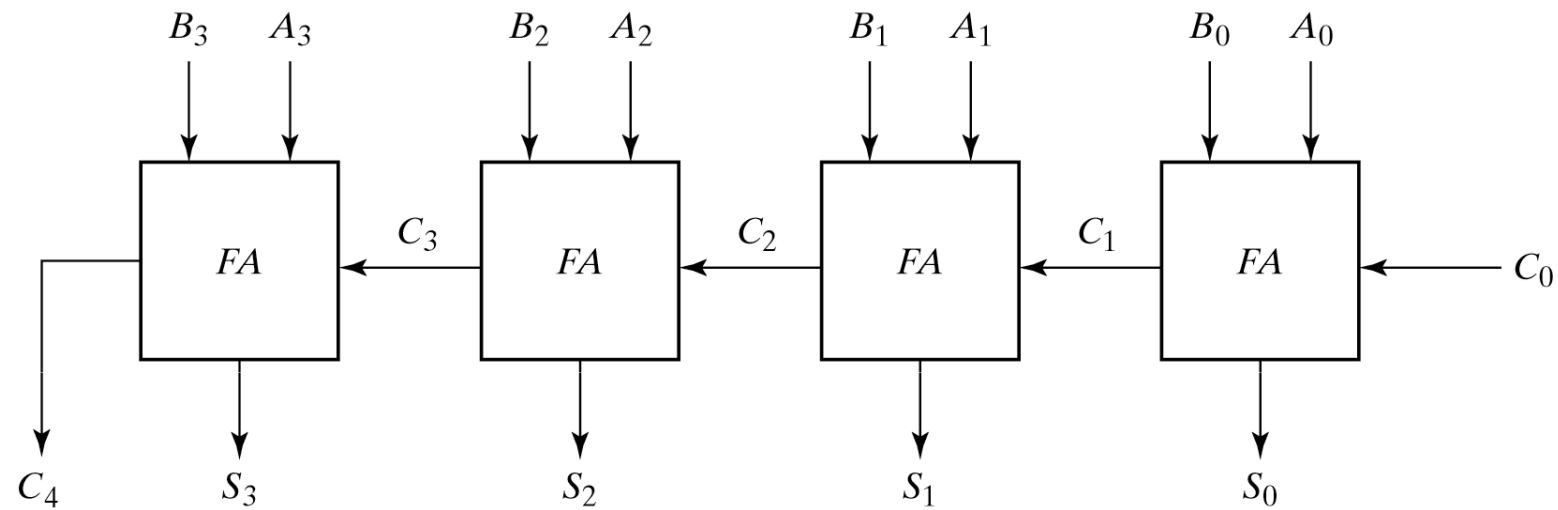 B₃ A₃ B₂ A₂ B₁ A₁ B₀ A₀
C₃ C₂ C₁
FA FA FA FA C₀
C₄ S₃ S₂ S₁ S₀